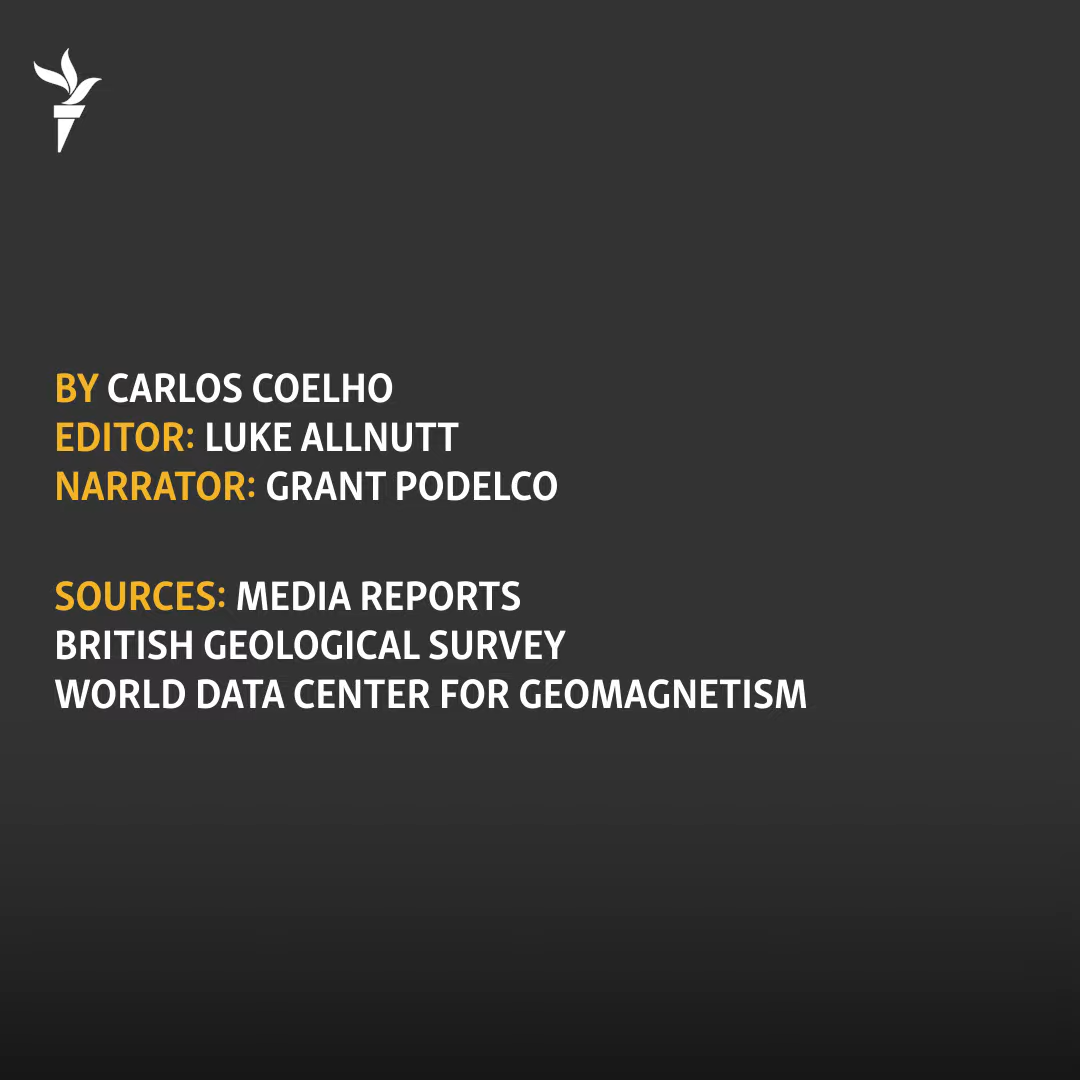 BY CARLOS COELHO
EDITOR: LUKE ALLNUTT
NARRATOR: GRANT PODELCO
SOURCES: MEDIA REPORTS
BRITISH GEOLOGICAL SURVEY
WORLD DATA CENTER FOR GEOMAGNETISM